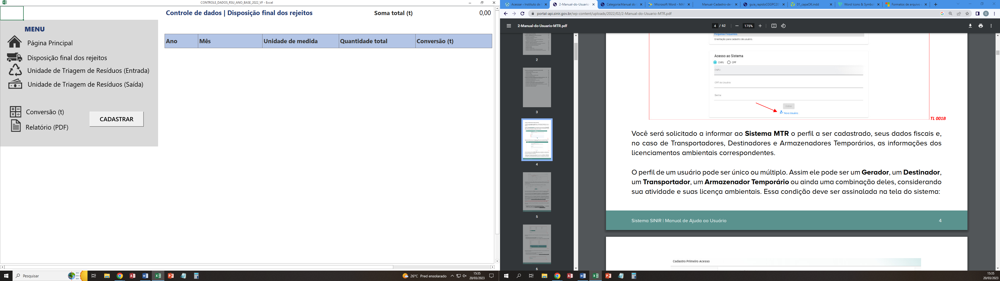 CONTROLE_DADOS_RSU_ANO_BASE_2022_VF - Excel
Controle de dados | Disposição final dos rejeitos
Soma total (t)
0,00
MENU
Página Principal
Disposição final dos rejeitos
Unidade de Triagem de Resíduos (Entrada)
Unidade de Triagem de Resíduos (Saída)
Conversão (t)
Relatório (PDF)
CADASTRAR
Ano Mês Unidade de medida Quantidade total Conversão (t)
Pesquisar
26°C Pred ensolarado
15:35
20/03/2023
Acessar ‹ Instituto de
2-Manual-do-Usuario
Categoria:Manual do
Microsoft Word - MA
Manual-Cadastro-de
guia_rapidoCGGPC20
01_capaOK.indd
Word Icons & Symbo
Formatos de arquivo
portal-api.sinir.gov.br/wp-content/uploads/2022/02/2-Manual-do-Usuario-MTR.pdf
G
2-Manual-do-Usuario-MTR.pdf
4 / 62
175%
2
3
4
5
6
Perguntas Frequentes
Orientação para cadastro de usuário.
Acesso ao Sistema
CNPJ CPF
CNPJ
CPF do Usuário
Senha
Entrar
Novo Usuário
TL 001B
Você será solicitado a informar ao Sistema MTR o perfil a ser cadastrado, seus dados fiscais e,
no caso de Transportadores, Destinadores e Armazenadores Temporários, as informações dos
licenciamentos ambientais correspondentes.
O perfil de um usuário pode ser único ou múltiplo. Assim ele pode ser um Gerador, um Destinador,
um Transportador, um Armazenador Temporário ou ainda uma combinação deles, considerando
sua atividade e suas licença ambientais. Essa condição deve ser assinalada na tela do sistema:
Sistema SINIR | Manual de Ajuda ao Usuário
4
Cadastro Primeiro Acesso
15:35
20/03/2023